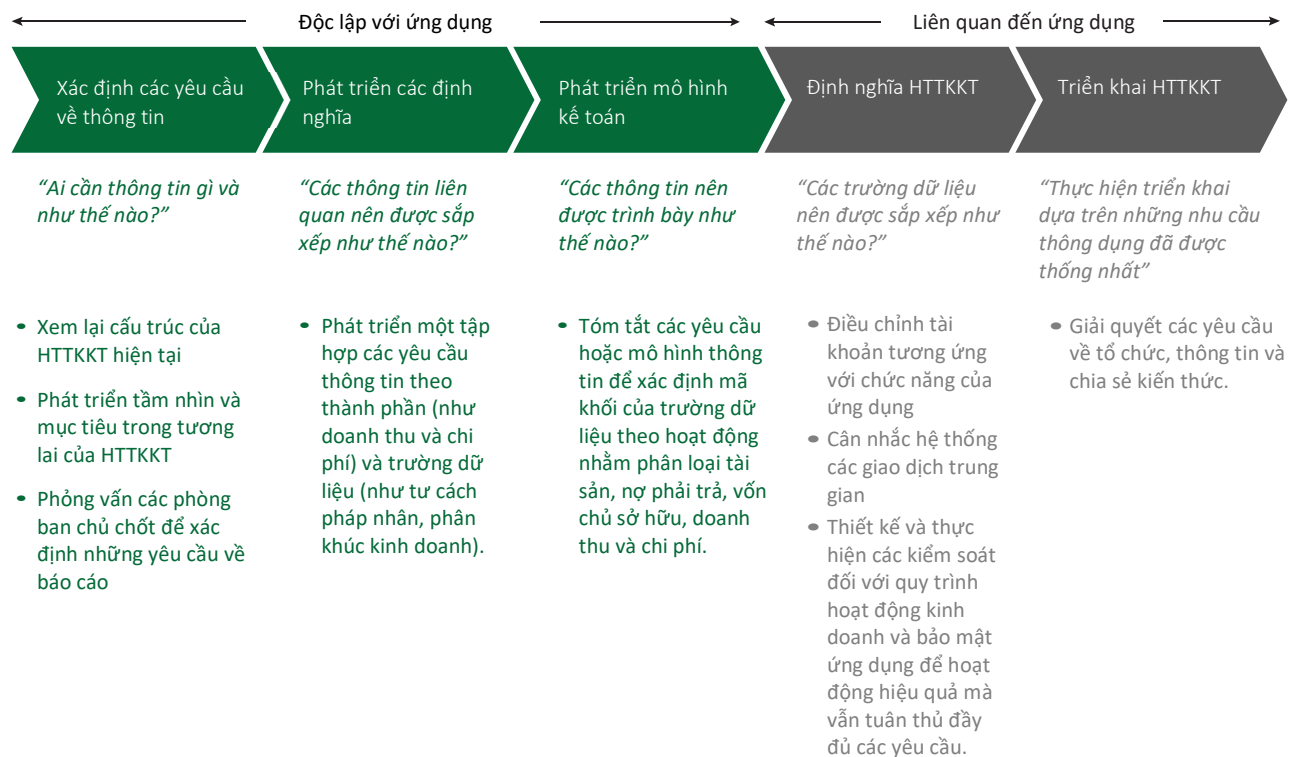 Độc lập với ứng dụng
Liên quan đến ứng dụng
Xác định các yêu cầu
về thông tin
Phát triển các định
nghĩa
Phát triển mô hình
kế toán
Định nghĩa HTTKKT
Triển khai HTTKKT
“Ai cần thông tin gì và
như thế nào?”
“Các thông tin liên
quan nên được sắp
xếp như thế nào?”
“Các thông tin nên
được trình bày như
thế nào?”
“Các trường dữ liệu
nên được sắp xếp như
thế nào?”
“Thực hiện triển khai
dựa trên những nhu cầu
thông dụng đã được
thống nhất”
• Xem lại cấu trúc của
HTTKKT hiện tại
• Phát triển tầm nhìn và
mục tiêu trong tương
lai của HTTKKT
• Phỏng vấn các phòng
ban chủ chốt để xác
định những yêu cầu về
báo cáo
• Phát triển một tập
hợp các yêu cầu
thông tin theo
thành phần (như
doanh thu và chi
phí) và trường dữ
liệu (như tư cách
pháp nhân, phân
khúc kinh doanh).
• Tóm tắt các yêu cầu
hoặc mô hình thông
tin để xác định mã
khối của trường dữ
liệu theo hoạt động
nhằm phân loại tài
sản, nợ phải trả, vốn
chủ sở hữu, doanh
thu và chi phí.
• Điều chỉnh tài
khoản tương ứng
với chức năng của
ứng dụng
• Cân nhắc hệ thống
các giao dịch trung
gian
• Thiết kế và thực
hiện các kiểm soát
đối với quy trình
hoạt động kinh
doanh và bảo mật
ứng dụng để hoạt
động hiệu quả mà
vẫn tuân thủ đầy
đủ các yêu cầu.
• Giải quyết các yêu cầu
về tổ chức, thông tin và
chia sẻ kiến thức.